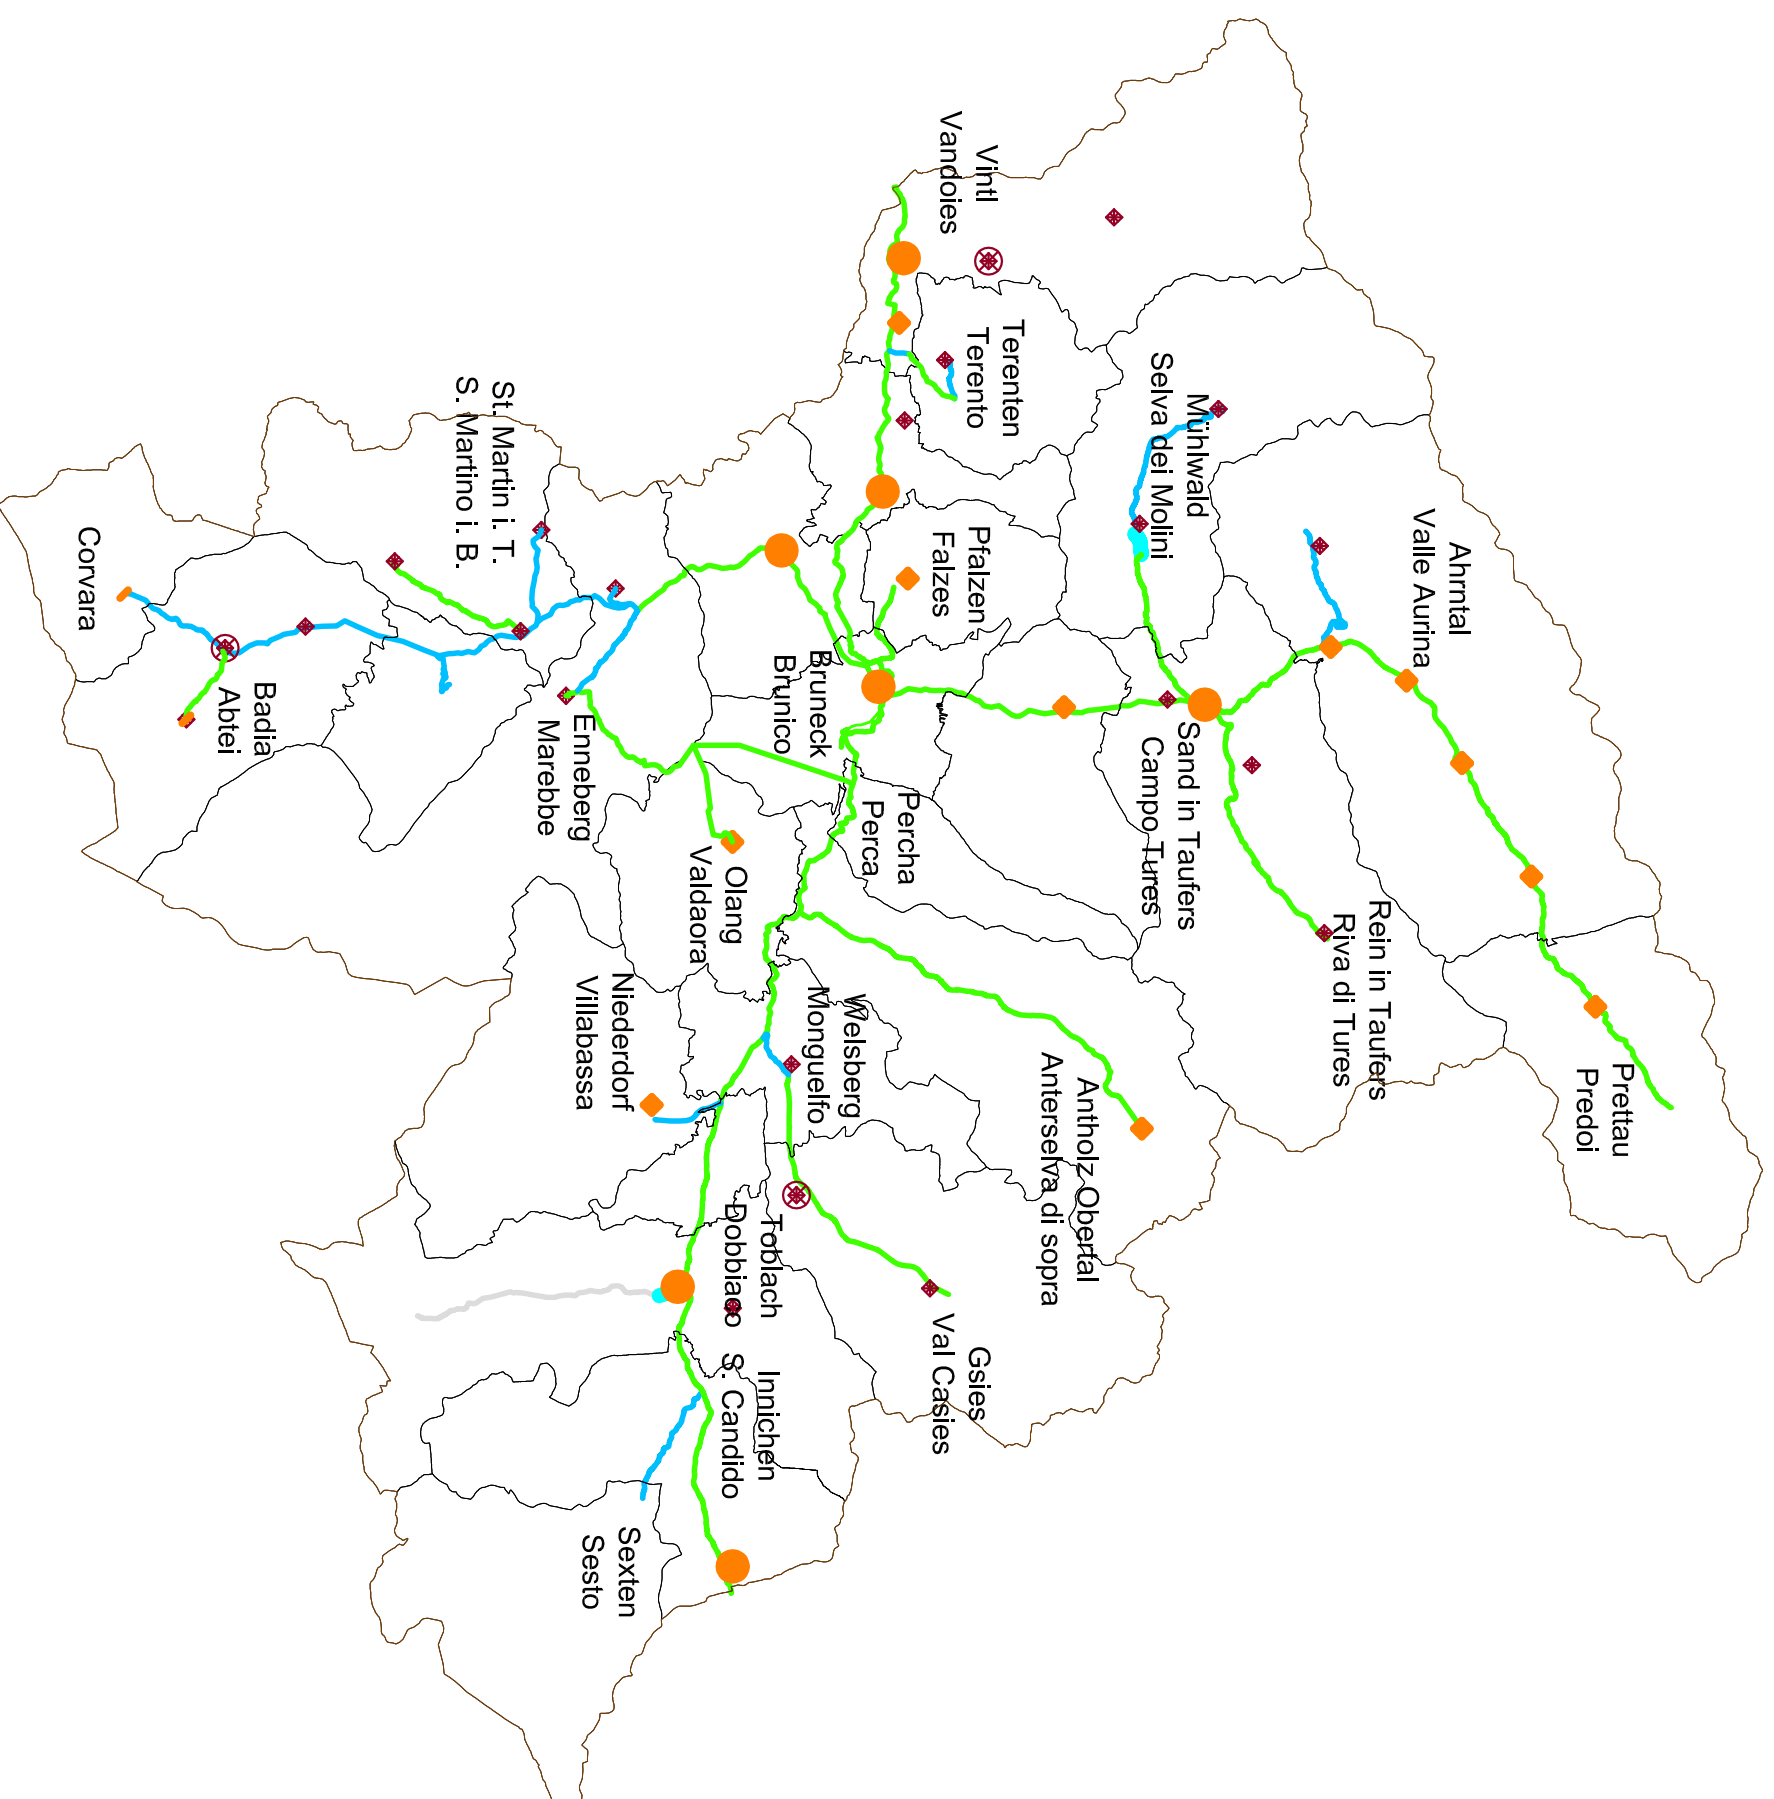 Vintl
Vandoies
Terenten
Terento
Mühlwald
Selva dei Molini
Ahrntal
Valle Aurina
Pfalzen
Falzes
St. Martin i. T.
S. Martino i. B.
Corvara
Badia
Abtei
Enneberg
Marebbe
Bruneck
Brunico
Percha
Perca
Sand in Taufers
Campo Tures
Rein in Taufers
Riva di Tures
Prettau
Predoi
Olang
Valdaora
Niederdorf
Villabassa
Welsberg
Monguelfo
Antholz Obertal
Anterselva di sopra
Toblach
Dobbiaco
Gsies
Val Casies
Innichen
S. Candido
Sexten
Sesto